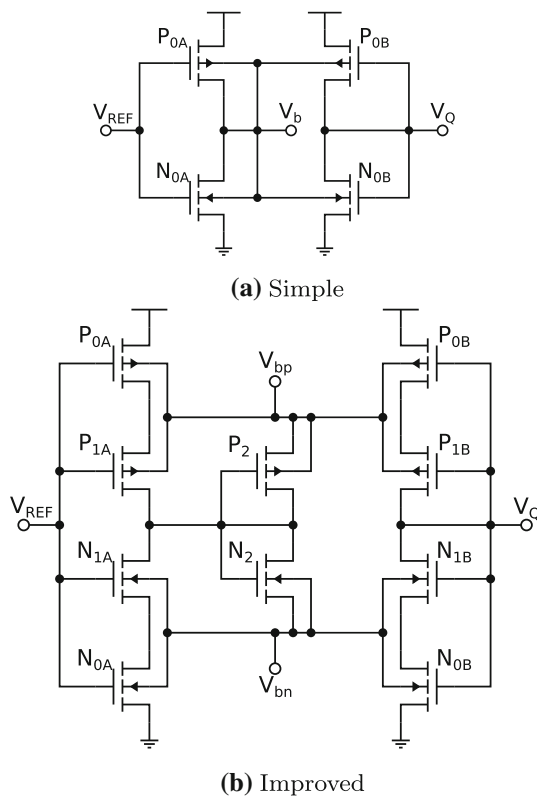 P0A P0B
VREF Vb VQ
N0A N0B
(a) Simple
P0A P0B
Vbp
P1A P2 P1B
VREF VQ
N1A N2 N1B
N0A Vbn N0B
(b) Improved